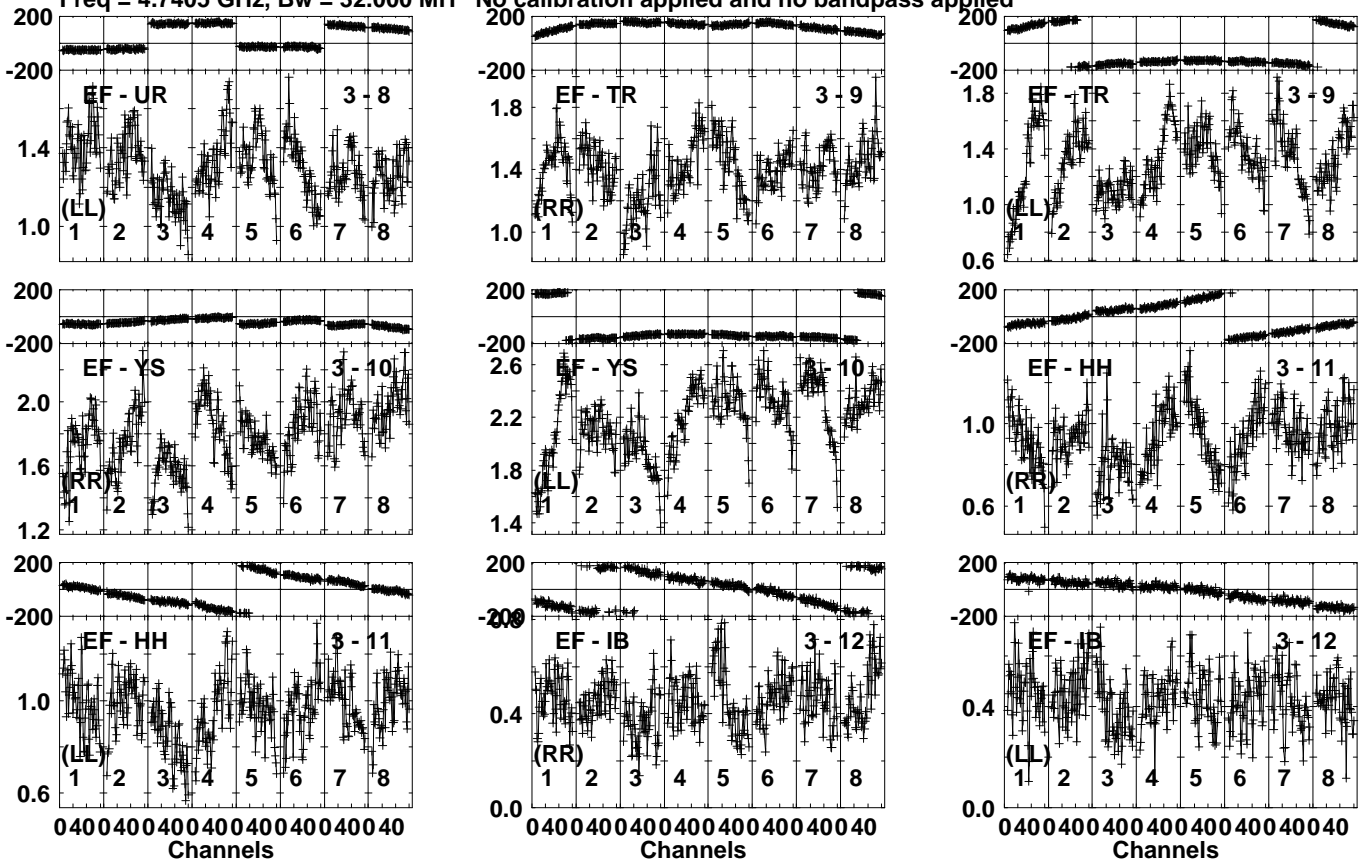 Freq = 4.7405 GHz, Bw = 32.000 MH No calibration applied and no bandpass applied
200 200 200
-200 -200 -200
EF - UR 3 - 8 EF - TR 3 - 9 EF - TR 3 - 9
1.8 1.8
1.4 1.4 1.4
1.0 1.0 1.0
0.6
(LL) (RR) (LL)
1 2 3 4 5 6 7 8 1 2 3 4 5 6 7 8 1 2 3 4 5 6 7 8
200 200 200
-200 -200 -200
EF - YS 3 - 10 EF - YS 3 - 10 EF - HH 3 - 11
2.6
2.0 2.2 1.0
1.6 1.8
1.2 1.4 0.6
(RR) (LL) (RR)
1 2 3 4 5 6 7 8 1 2 3 4 5 6 7 8 1 2 3 4 5 6 7 8
200 200 200
-200 -200 -200
0.8
EF - HH 3 - 11 EF - IB 3 - 12 EF - IB 3 - 12
1.0 0.4 0.4
0.6 0.0 0.0
(LL) (RR) (LL)
1 2 3 4 5 6 7 8 1 2 3 4 5 6 7 8 1 2 3 4 5 6 7 8
0 40 0 40 0 40 0 40 0 40 0 40 0 40 0 40 0 40 0 40 0 40 0 40 0 40 0 40 0 40 0 40 0 40 0 40 0 40 0 40 0 40 0 40 0 40 0 40
Channels Channels Channels